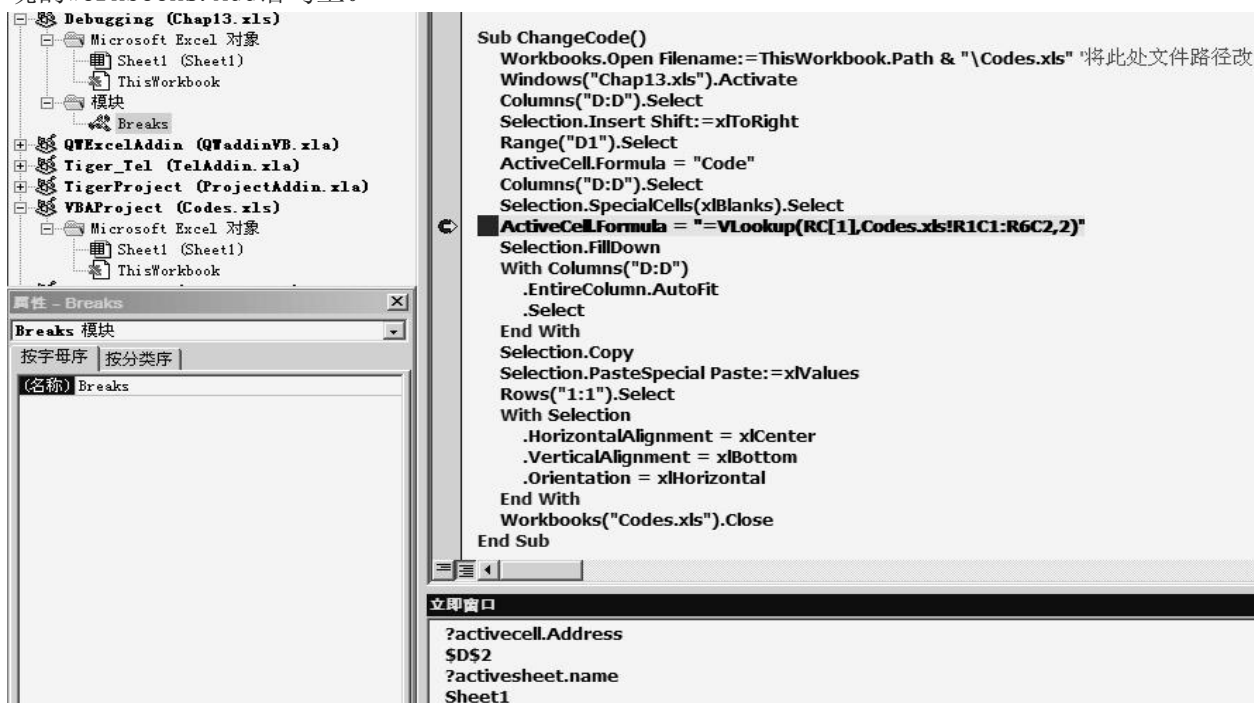 Debugging (Chap13.xls)
Microsoft Excel 对象
Sheet1 (Sheet1)
ThisWorkbook
模块
Breaks
QTExcelAddin (QTaddinVB.xla)
Tiger_Tel (TelAddin.xla)
TigerProject (ProjectAddin.xla)
VBAProject (Codes.xls)
Microsoft Excel 对象
Sheet1 (Sheet1)
ThisWorkbook
属性 - Breaks
Breaks 模块
按字母序 按分类序
(名称) Breaks
Sub ChangeCode()
Workbooks.Open Filename:=ThisWorkbook.Path & "\Codes.xls" '将此处文件路径改
Windows("Chap13.xls").Activate
Columns("D:D").Select
Selection.Insert Shift:=xlToRight
Range("D1").Select
ActiveCell.Formula = "Code"
Columns("D:D").Select
Selection.SpecialCells(xlBlanks).Select
ActiveCell.Formula = "=VLookup(RC[1],Codes.xls!R1C1:R6C2,2)"
Selection.FillDown
With Columns("D:D")
.EntireColumn.AutoFit
.Select
End With
Selection.Copy
Selection.PasteSpecial Paste:=xlValues
Rows("1:1").Select
With Selection
.HorizontalAlignment = xlCenter
.VerticalAlignment = xlBottom
.Orientation = xlHorizontal
End With
Workbooks("Codes.xls").Close
End Sub
立即窗口
?activecell.Address
$D$2
?activesheet.name
Sheet1